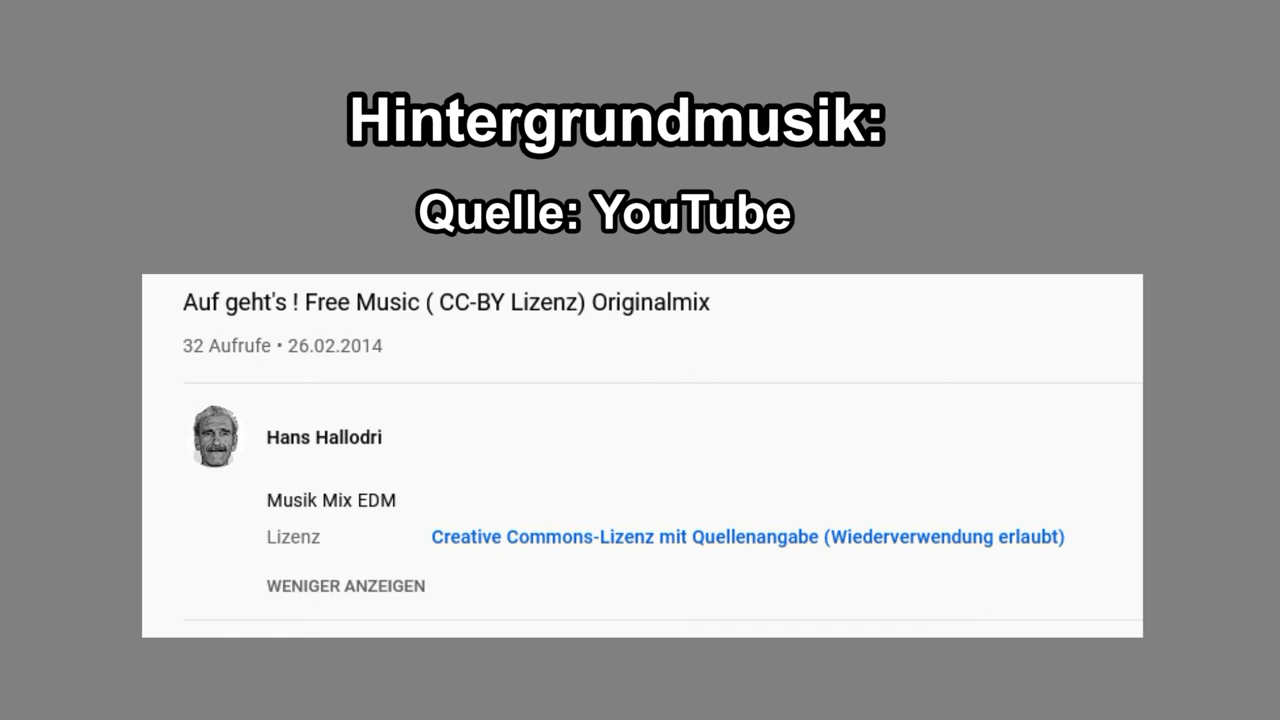 Hintergrundmusik:
Quelle: YouTube
Auf geht's ! Free Music ( CC-BY Lizenz) Originalmix
32 Aufrufe • 26.02.2014
Hans Hallodri
Musik Mix EDM
Lizenz Creative Commons-Lizenz mit Quellenangabe (Wiederverwendung erlaubt)
WENIGER ANZEIGEN